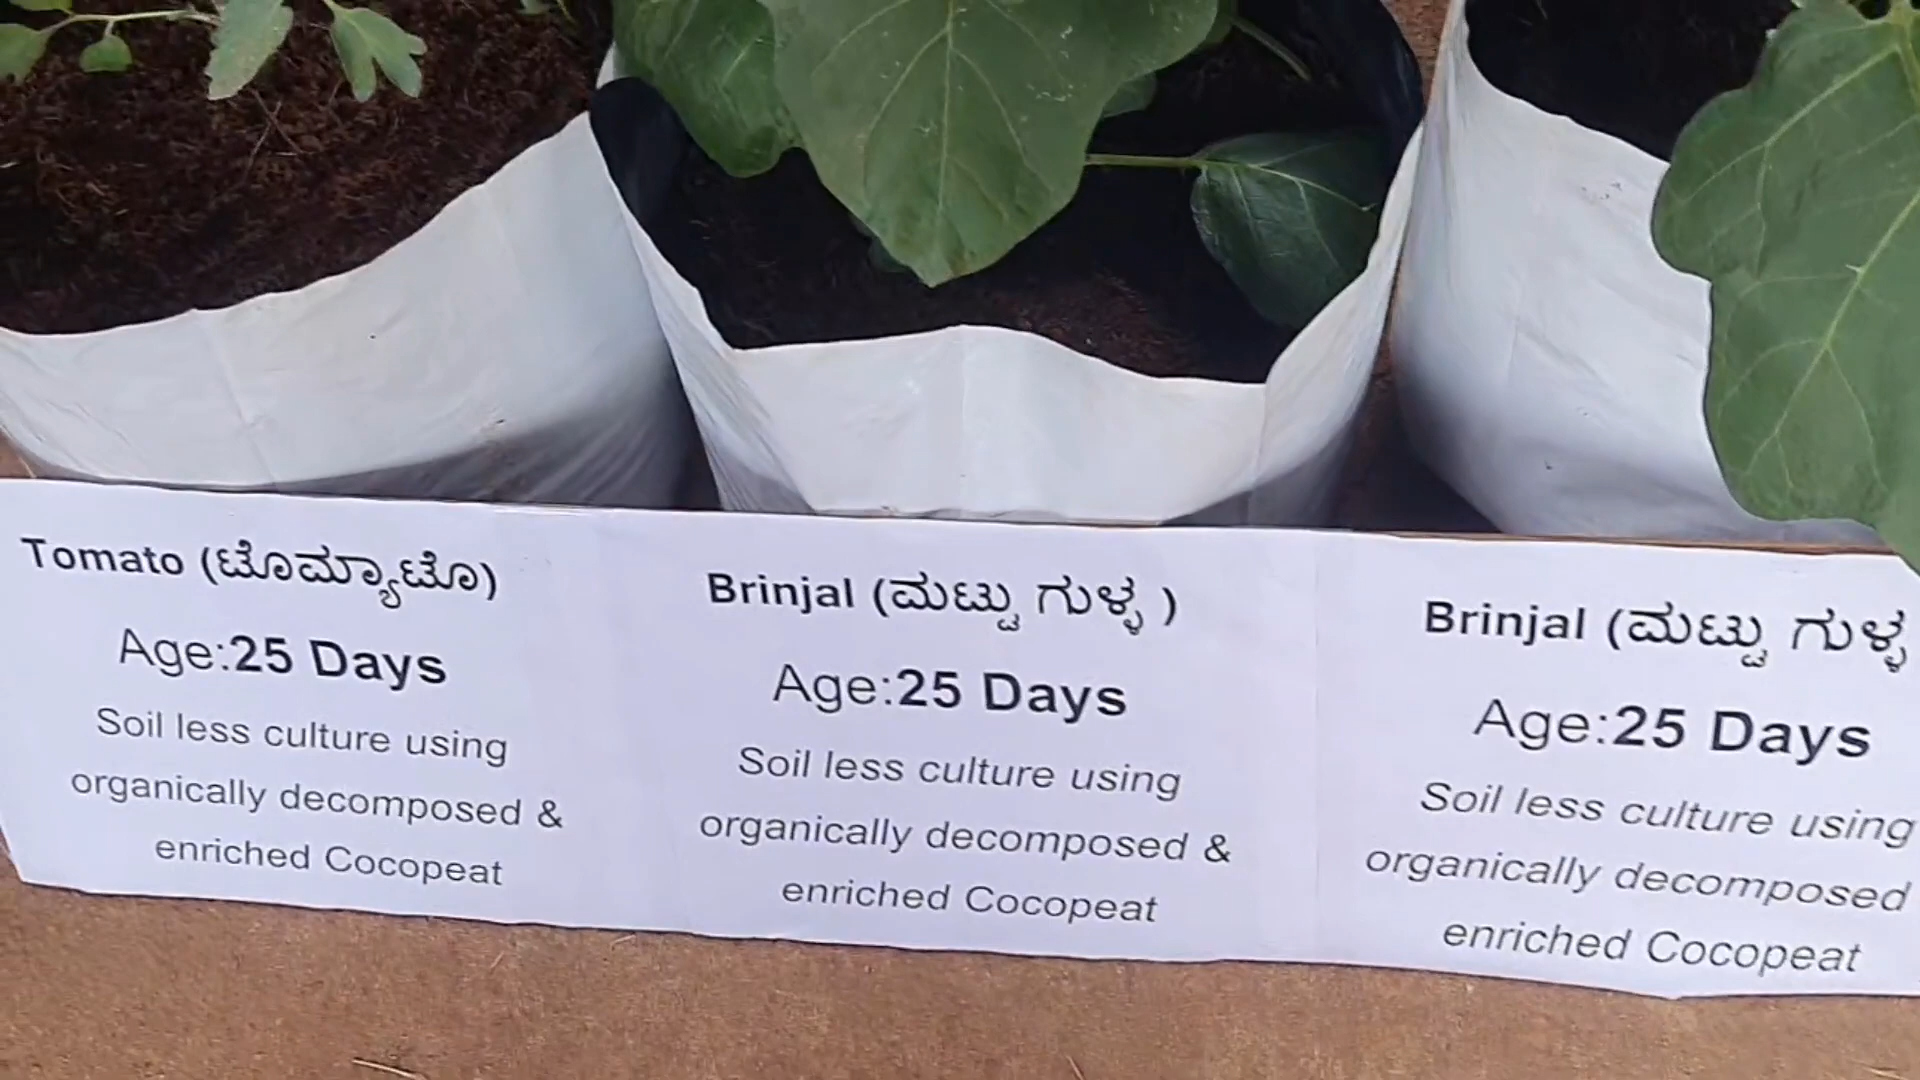 Tomato (ಟೊಮ್ಯಾಟೊ)
Age:25 Days
Soil less culture using
organically decomposed &
enriched Cocopeat
Brinjal (ಮಟ್ಟು ಗುಳ್ಳ )
Age:25 Days
Soil less culture using
organically decomposed &
enriched Cocopeat
Brinjal (ಮಟ್ಟು ಗುಳ್ಳ
Age:25 Days
Soil less culture using
organically decomposed
enriched Cocopeat